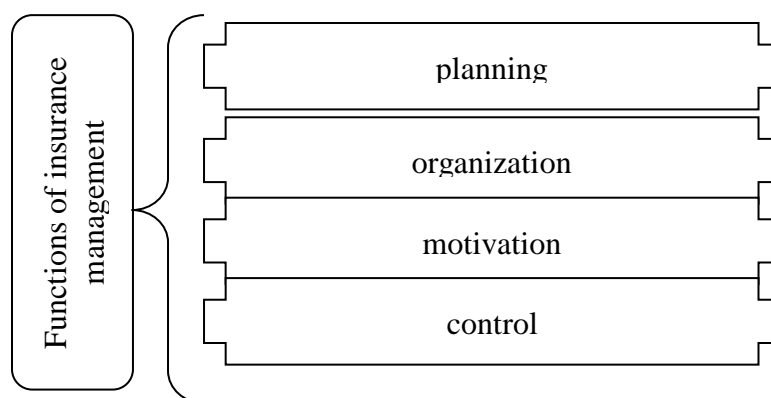 Functions of insurance
management
planning
organization
motivation
control